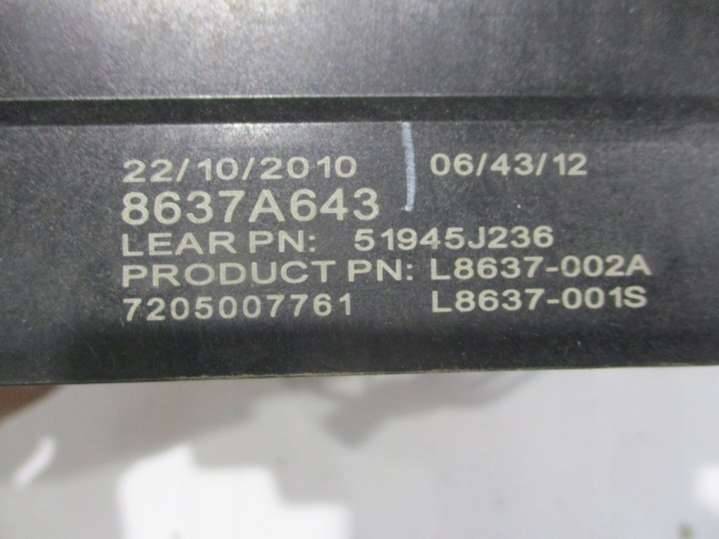 22/10/2010 06/43/12
8637A643
LEAR PN: 51945J236
PRODUCT PN: L8637-002A
7205007761 L8637-001S